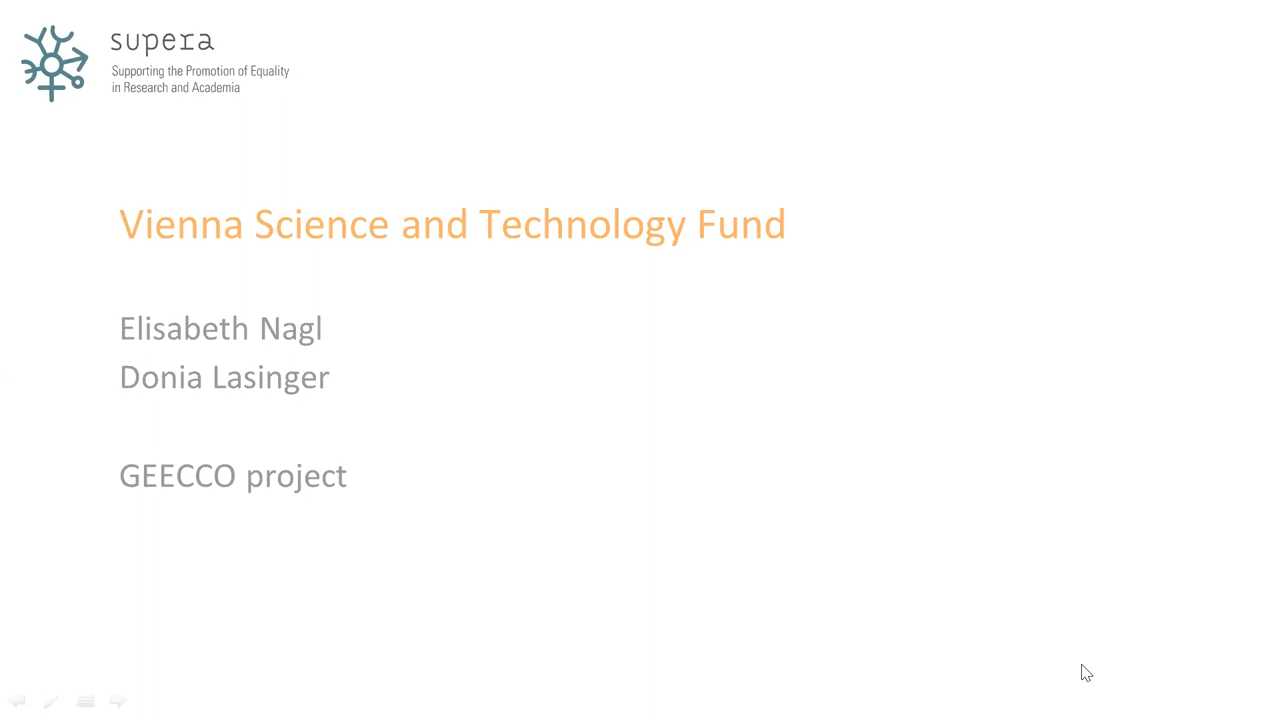 supera
Supporting the Promotion of Equality
in Research and Academia
Vienna Science and Technology Fund
Elisabeth Nagl
Donia Lasinger
GEECCO project